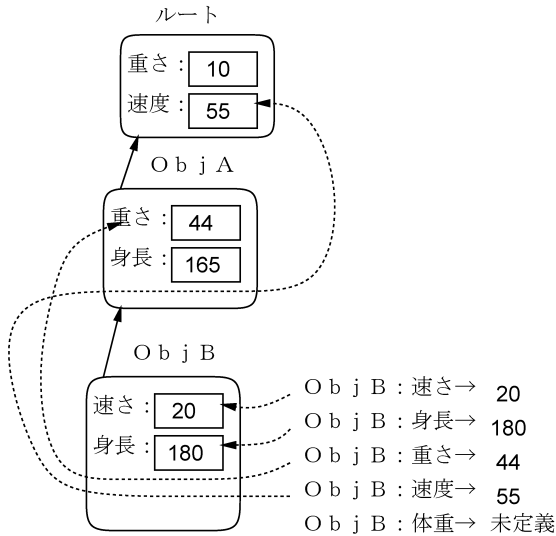 ルート
重さ：10
速度：55
ＯｂｊＡ
重さ：44
身長：165
ＯｂｊＢ
速さ：20
身長：180
ＯｂｊＢ：速さ→ 20
ＯｂｊＢ：身長→ 180
ＯｂｊＢ：重さ→ 44
ＯｂｊＢ：速度→ 55
ＯｂｊＢ：体重→ 未定義